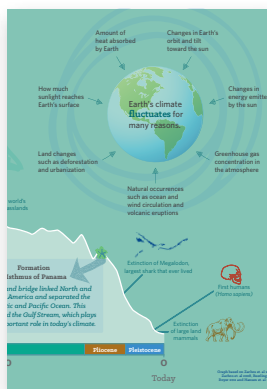 Amount of
heat absorbed
by Earth
Changes in Earth's
orbit and tilt
toward the sun
How much
sunlight reaches
Earth's surface
Earth's climate
fluctuates for
many reasons.
Changes in
energy emitte
by the sun
Land changes
such as deforestation
and urbanization
Greenhouse gas
concentration in
the atmosphere
Natural occurrences
such as ocean and
wind circulation and
volcanic eruptions
world's
Extinction of Megalodon,
largest shark that ever lived
Formation
Isthmus of Panama
nd bridge linked North and
America and separated the
ic and Pacific Ocean. This
d the Gulf Stream, which plays
portant role in today's climate.
First humans
(Homo sapiens)
Extinction
of large land
mammals
Pliocene
Pleistocene
0
0
Today